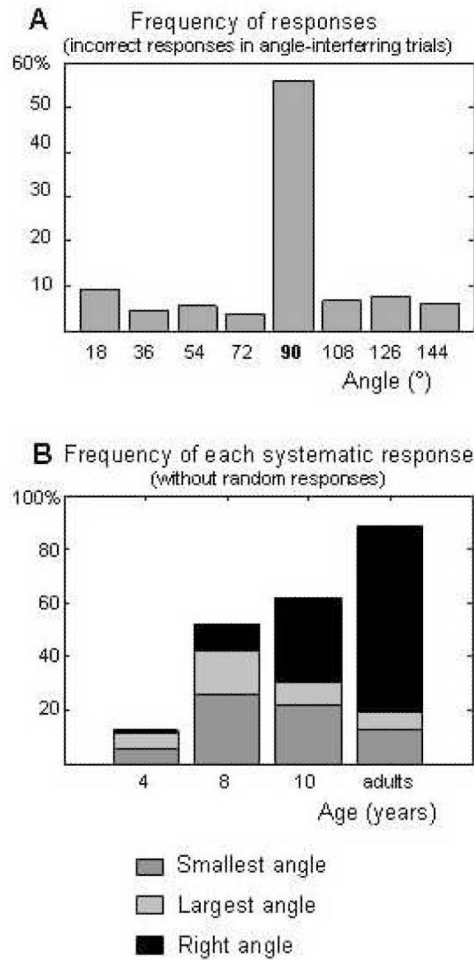 A Frequency of responses
(incorrect responses in angle-interferring trials)
60%
50
40
30
20
10
18 36 54 72 90 108 126 144
Angle (°)
B Frequency of each systematic response
(without random responses)
100%
80
60
40
20
4 8 10 adults
Age (years)
Smallest angle
Largest angle
Right angle